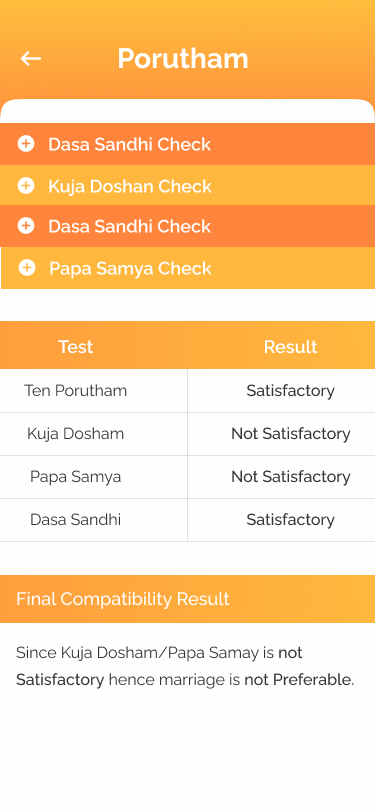 Porutham
Dasa Sandhi Check
Kuja Doshan Check
Dasa Sandhi Check
Papa Samya Check
Test Result
Ten Porutham Satisfactory
Kuja Dosham Not Satisfactory
Papa Samya Not Satisfactory
Dasa Sandhi Satisfactory
Final Compatibility Result
Since Kuja Dosham/Papa Samay is not
Satisfactory hence marriage is not Preferable.